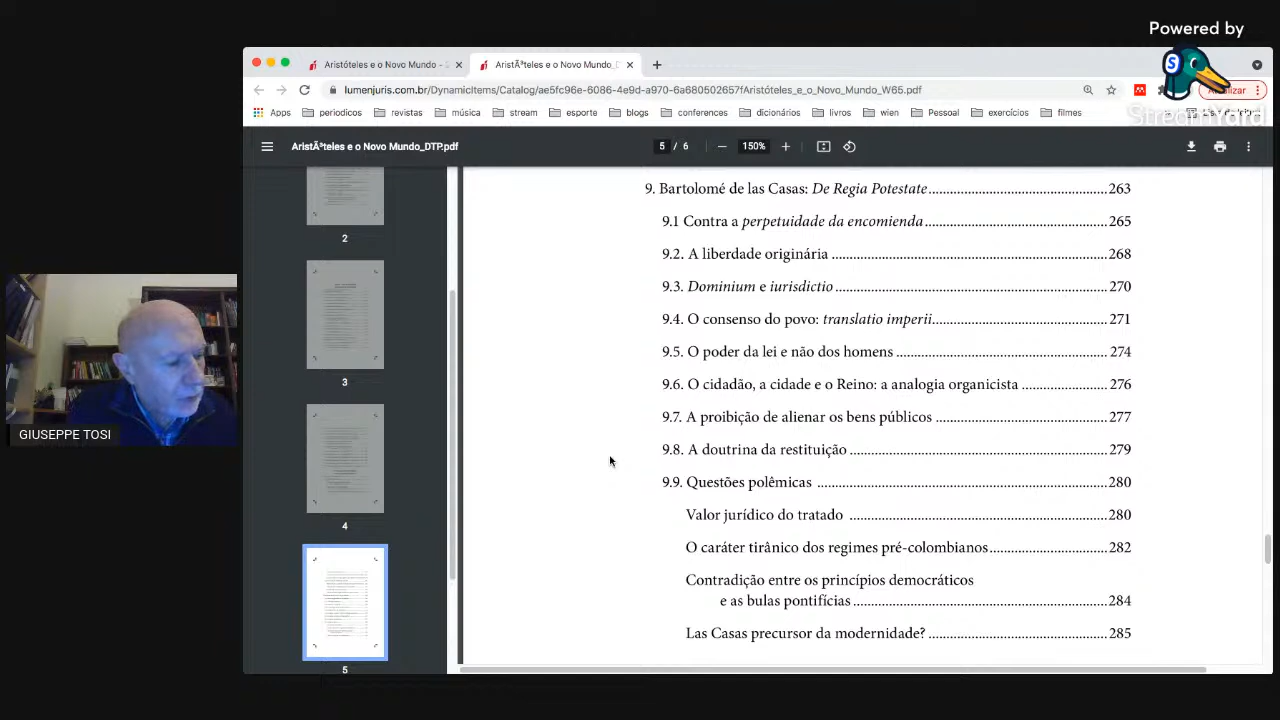 Powered by
StreamYard
Aristóteles e o Novo Mundo -
AristÃªteles e o Novo Mundo_D
lumenjuris.com.br/DynamicItems/Catalog/ae5fc96e-6086-4e9d-a970-6a680502657fAristóteles_e_o_Novo_Mundo_W65.pdf
Apps periodicos revistas música stream esporte blogs conferences dicionários livros wien Pessoal exercícios filmes
AristÃªteles e o Novo Mundo_DTP.pdf
5 / 6
150%
2
3
4
5
9. Bartolomé de las Casas: De Regia Potestate 263
9.1 Contra a perpetuidade da encomienda 265
9.2. A liberdade originária 268
9.3. Dominium e iurisdictio 270
9.4. O consenso do povo: translatio imperii 271
9.5. O poder da lei e não dos homens 274
9.6. O cidadão, a cidade e o Reino: a analogia organicista 276
9.7. A proibição de alienar os bens públicos 277
9.8. A doutrina da restituição 279
9.9. Questões polêmicas 280
Valor jurídico do tratado 280
O caráter tirânico dos regimes pré-colombianos 282
Contradição entre os princípios democráticos
e as bulas pontifícias 284
Las Casas precursor da modernidade? 285
GIUSEPPE TOSI